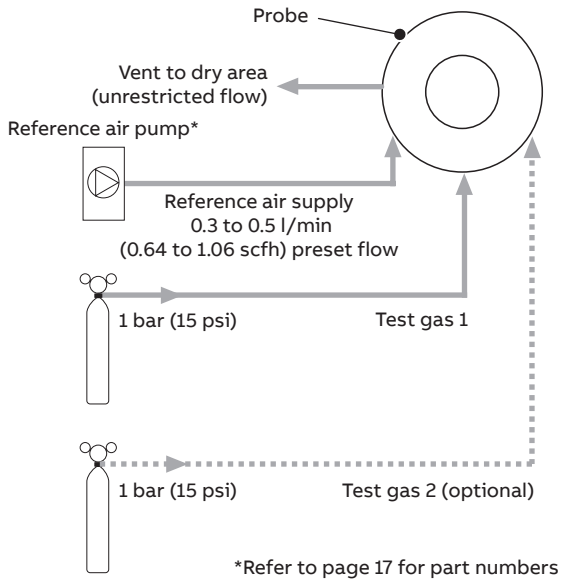 Probe
Vent to dry area
(unrestricted flow)
Reference air pump*
Reference air supply
0.3 to 0.5 l/min
(0.64 to 1.06 scfh) preset flow
1 bar (15 psi)
Test gas 1
1 bar (15 psi)
Test gas 2 (optional)
*Refer to page 17 for part numbers